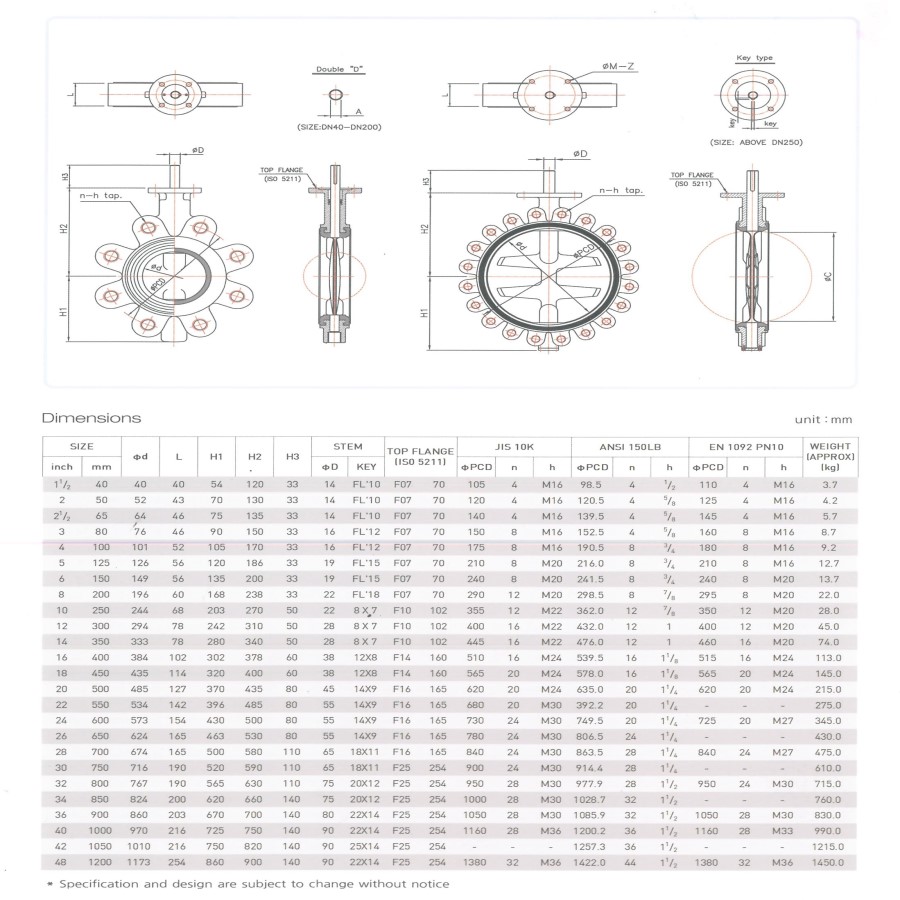 Double "D"
ØM-Z
Key type
L
A
L
key
key
(SIZE:DN40-DN200)
(SIZE: ABOVE DN250)
ØD
ØD
H3
TOP FLANGE
(ISO 5211)
H3
TOP FLANGE
(ISO 5211)
n-h tap.
n-h tap.
H2
H2
Ød
ØPCD
Ød
ØPCD
ØC
H1
H1
Dimensions
unit : mm
SIZE Φd L H1 H2 H3 STEM TOP FLANGE (ISO 5211) JIS 10K ANSI 150LB EN 1092 PN10 WEIGHT (APPROX) (kg)
inch mm ΦD KEY ΦPCD n h ΦPCD n h ΦPCD n h
1 1/2 40 40 40 54 120 33 14 FL'10 F07 70 105 4 M16 98.5 4 1/2 110 4 M16 3.7
2 50 52 43 70 130 33 14 FL'10 F07 70 120 4 M16 120.5 4 5/8 125 4 M16 4.2
2 1/2 65 64 46 75 135 33 14 FL'10 F07 70 140 4 M16 139.5 4 5/8 145 4 M16 5.7
3 80 76 46 90 150 33 16 FL'12 F07 70 150 8 M16 152.5 4 5/8 160 8 M16 8.7
4 100 101 52 105 170 33 16 FL'12 F07 70 175 8 M16 190.5 8 3/4 180 8 M16 9.2
5 125 126 56 120 186 33 19 FL'15 F07 70 210 8 M20 216.0 8 3/4 210 8 M16 12.7
6 150 149 56 135 200 33 19 FL'15 F07 70 240 8 M20 241.5 8 3/4 240 8 M20 13.7
8 200 196 60 168 238 33 22 FL'18 F07 70 290 12 M20 298.5 8 7/8 295 8 M20 22.0
10 250 244 68 203 270 50 22 8 X 7 F10 102 355 12 M22 362.0 12 7/8 350 12 M20 28.0
12 300 294 78 242 310 50 28 8 X 7 F10 102 400 16 M22 432.0 12 1 400 12 M20 45.0
14 350 333 78 280 340 50 28 8 X 7 F10 102 445 16 M22 476.0 12 1 460 16 M20 74.0
16 400 384 102 302 378 60 38 12X8 F14 160 510 16 M24 539.5 16 1 1/8 515 16 M24 113.0
18 450 435 114 320 400 60 38 12X8 F14 160 565 20 M24 578.0 16 1 1/8 565 20 M24 145.0
20 500 485 127 370 435 80 45 14X9 F16 165 620 20 M24 635.0 20 1 1/4 620 20 M24 215.0
22 550 534 142 396 485 80 55 14X9 F16 165 680 20 M30 392.2 20 1 1/4 - - - 275.0
24 600 573 154 430 500 80 55 14X9 F16 165 730 24 M30 749.5 20 1 1/4 725 20 M27 345.0
26 650 624 165 463 530 80 55 14X9 F16 165 780 24 M30 806.5 24 1 1/4 - - - 430.0
28 700 674 165 500 580 110 65 18X11 F16 165 840 24 M30 863.5 28 1 1/4 840 24 M27 475.0
30 750 716 190 520 590 110 65 18X11 F25 254 900 24 M30 914.4 28 1 1/4 - - - 610.0
32 800 767 190 565 630 110 75 20X12 F25 254 950 28 M30 977.9 28 1 1/2 950 24 M30 715.0
34 850 824 200 620 660 140 75 20X12 F25 254 1000 28 M30 1028.7 32 1 1/2 - - - 760.0
36 900 860 203 670 700 140 80 22X14 F25 254 1050 28 M30 1085.9 32 1 1/2 1050 28 M30 830.0
40 1000 970 216 725 750 140 90 22X14 F25 254 1160 28 M36 1200.2 36 1 1/2 1160 28 M33 990.0
42 1050 1010 216 750 820 140 90 25X14 F25 254 - - - 1257.3 36 1 1/2 1215.0
48 1200 1173 254 860 900 140 90 22X14 F25 254 1380 32 M36 1422.0 44 1 1/2 1380 32 M36 1450.0
* Specification and design are subject to change without notice